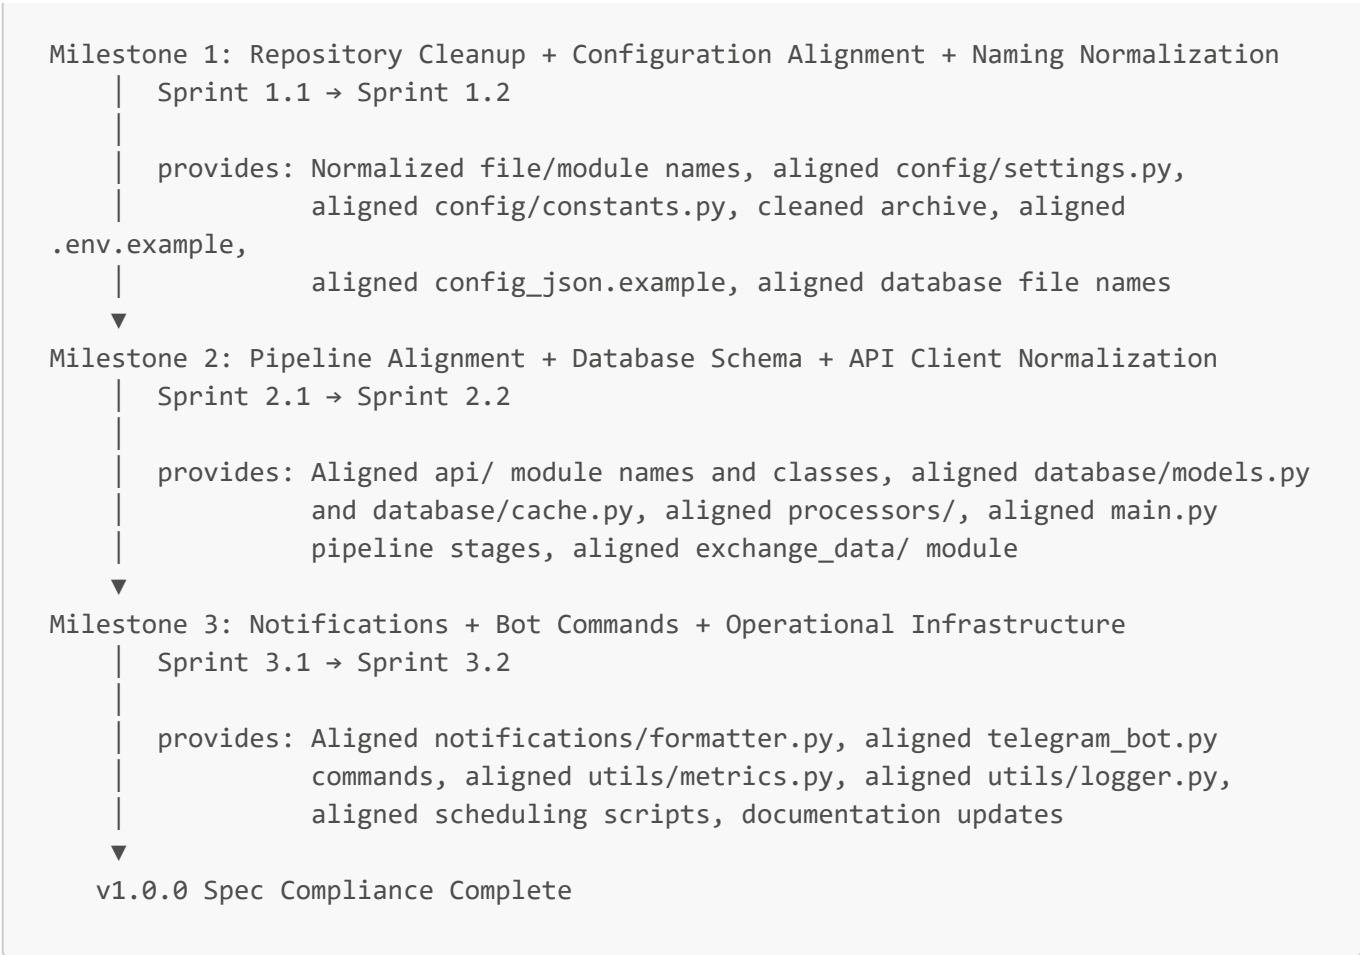 Milestone 1: Repository Cleanup + Configuration Alignment + Naming Normalization
    │  Sprint 1.1 → Sprint 1.2
    │
    │  provides: Normalized file/module names, aligned config/settings.py,
    │            aligned config/constants.py, cleaned archive, aligned
.env.example,
    │            aligned config_json.example, aligned database file names
    ▼
Milestone 2: Pipeline Alignment + Database Schema + API Client Normalization
    │  Sprint 2.1 → Sprint 2.2
    │
    │  provides: Aligned api/ module names and classes, aligned database/models.py
    │            and database/cache.py, aligned processors/, aligned main.py
    │            pipeline stages, aligned exchange_data/ module
    ▼
Milestone 3: Notifications + Bot Commands + Operational Infrastructure
    │  Sprint 3.1 → Sprint 3.2
    │
    │  provides: Aligned notifications/formatter.py, aligned telegram_bot.py
    │            commands, aligned utils/metrics.py, aligned utils/logger.py,
    │            aligned scheduling scripts, documentation updates
    ▼
   v1.0.0 Spec Compliance Complete